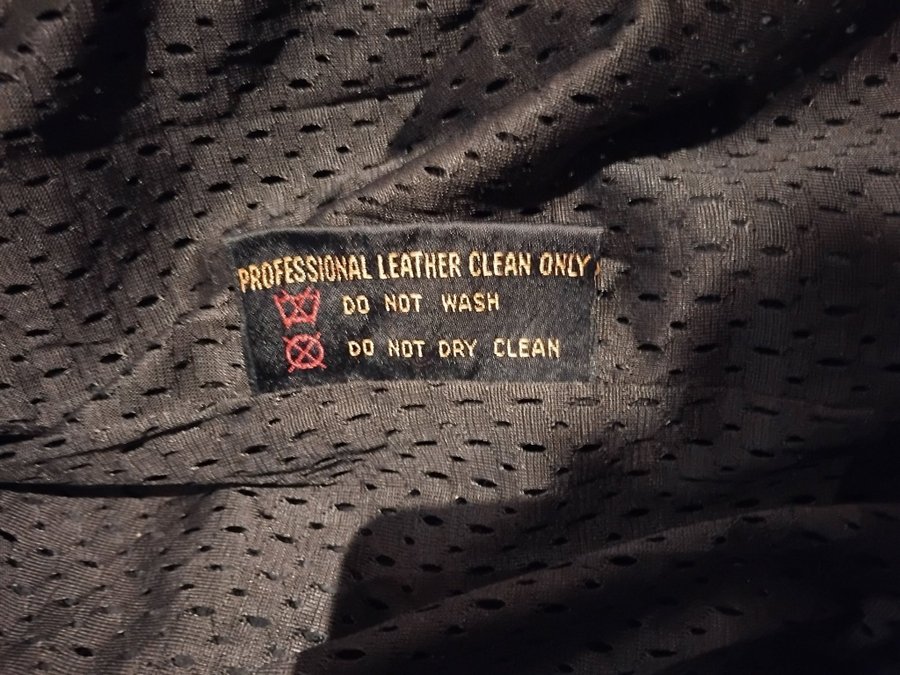 PROFESSIONAL LEATHER CLEAN ONLY
DO NOT WASH
DO NOT DRY CLEAN